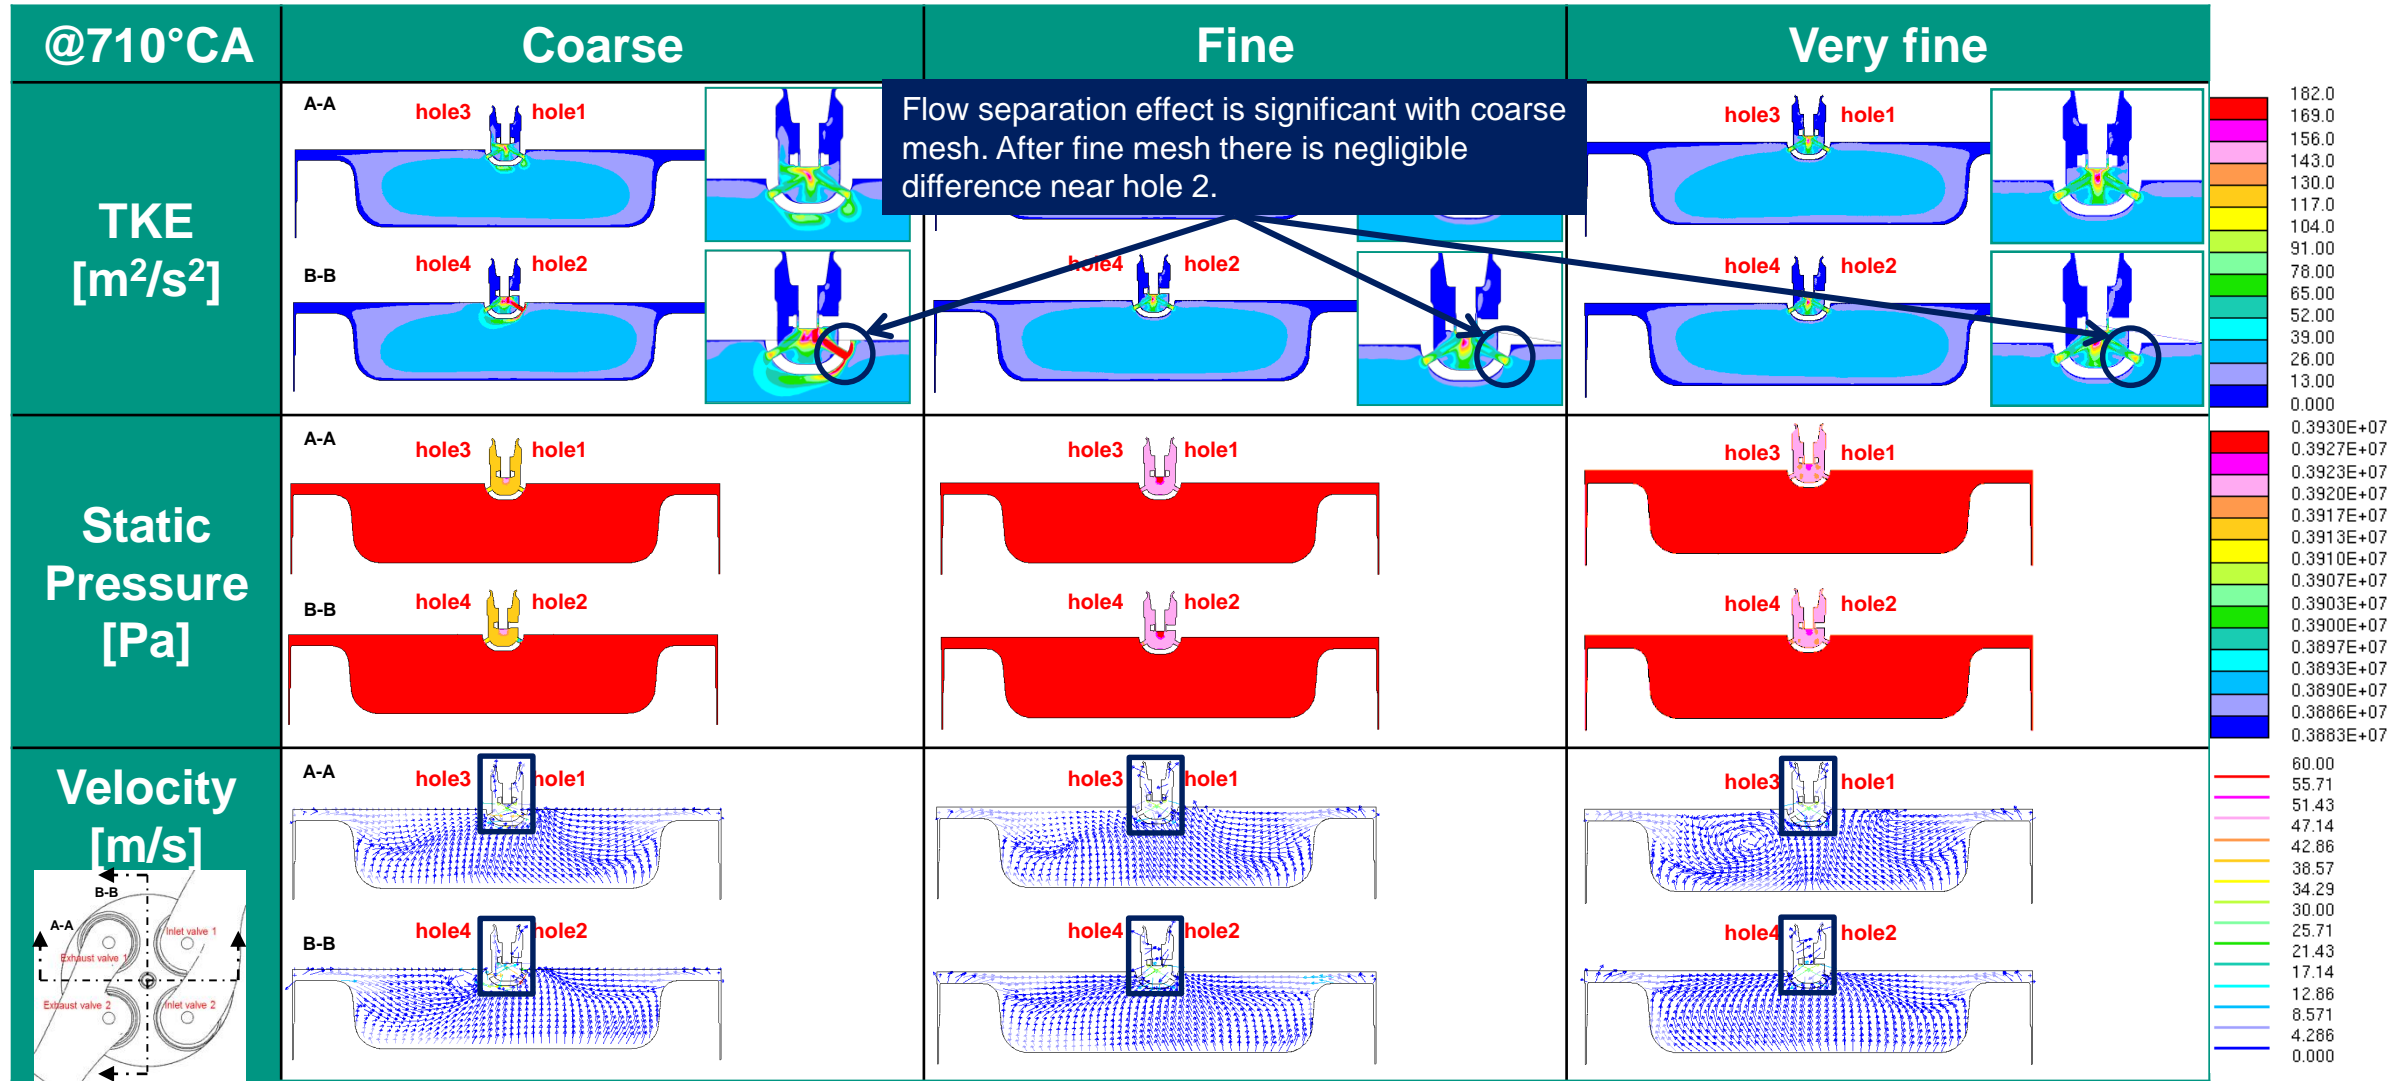 @710°CA
Coarse
Fine
Very fine
TKE
[m²/s²]
A-A
hole3
hole1
Flow separation effect is significant with coarse
mesh. After fine mesh there is negligible
difference near hole 2.
hole3
hole1
B-B
hole4
hole2
hole4
hole2
hole4
hole2
182.0
169.0
156.0
143.0
130.0
117.0
104.0
91.00
78.00
65.00
52.00
39.00
26.00
13.00
0.000
Static
Pressure
[Pa]
A-A
hole3
hole1
hole3
hole1
hole3
hole1
B-B
hole4
hole2
hole4
hole2
hole4
hole2
0.3930E+07
0.3927E+07
0.3923E+07
0.3920E+07
0.3917E+07
0.3913E+07
0.3910E+07
0.3907E+07
0.3903E+07
0.3900E+07
0.3897E+07
0.3893E+07
0.3890E+07
0.3886E+07
0.3883E+07
Velocity
[m/s]
A-A
hole3
hole1
hole3
hole1
hole3
hole1
B-B
hole4
hole2
hole4
hole2
hole4
hole2
60.00
55.71
51.43
47.14
42.86
38.57
34.29
30.00
25.71
21.43
17.14
12.86
8.571
4.286
0.000
B-B
A-A
Inlet valve 1
Exhaust valve 1
Exhaust valve 2
Inlet valve 2